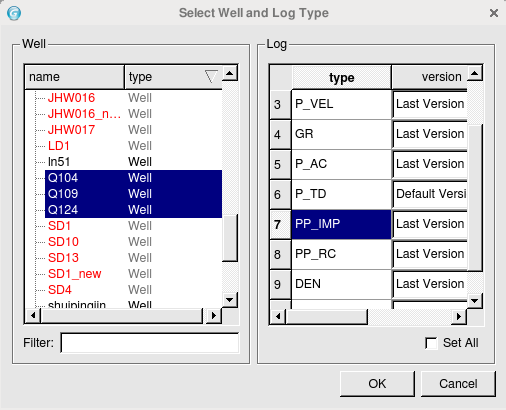 Select Well and Log Type
Well
name type
JHW016 Well
JHW016_n... Well
JHW017 Well
LD1 Well
ln51 Well
Q104 Well
Q109 Well
Q124 Well
SD1 Well
SD10 Well
SD13 Well
SD1_new Well
SD4 Well
shuipingjin Well
Filter:
Log
type version
3 P_VEL Last Version
4 GR Last Version
5 P_AC Last Version
6 P_TD Default Versi
7 PP_IMP Last Version
8 PP_RC Last Version
9 DEN Last Version
Set All
OK Cancel